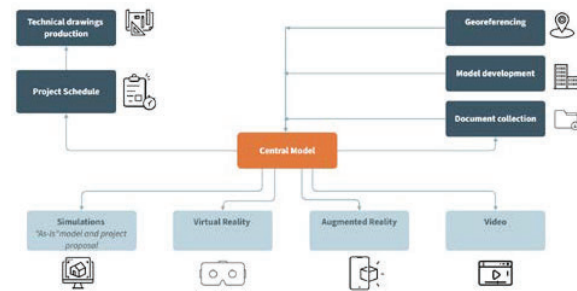 Technical drawings
production
Georeferencing
Project Schedule
Model development
Document collection
Central Model
Simulations
"As-Is"model and project
proposal
Virtual Reality
Augmented Reality
Video